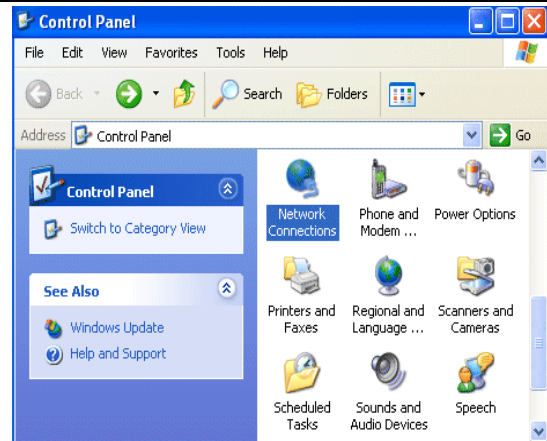 Control Panel
File Edit View Favorites Tools Help
Back Search Folders
Address Control Panel Go
Control Panel
Switch to Category View
See Also
Windows Update
Help and Support
Network Connections
Phone and Modem ...
Power Options
Printers and Faxes
Regional and Language ...
Scanners and Cameras
Scheduled Tasks
Sounds and Audio Devices
Speech